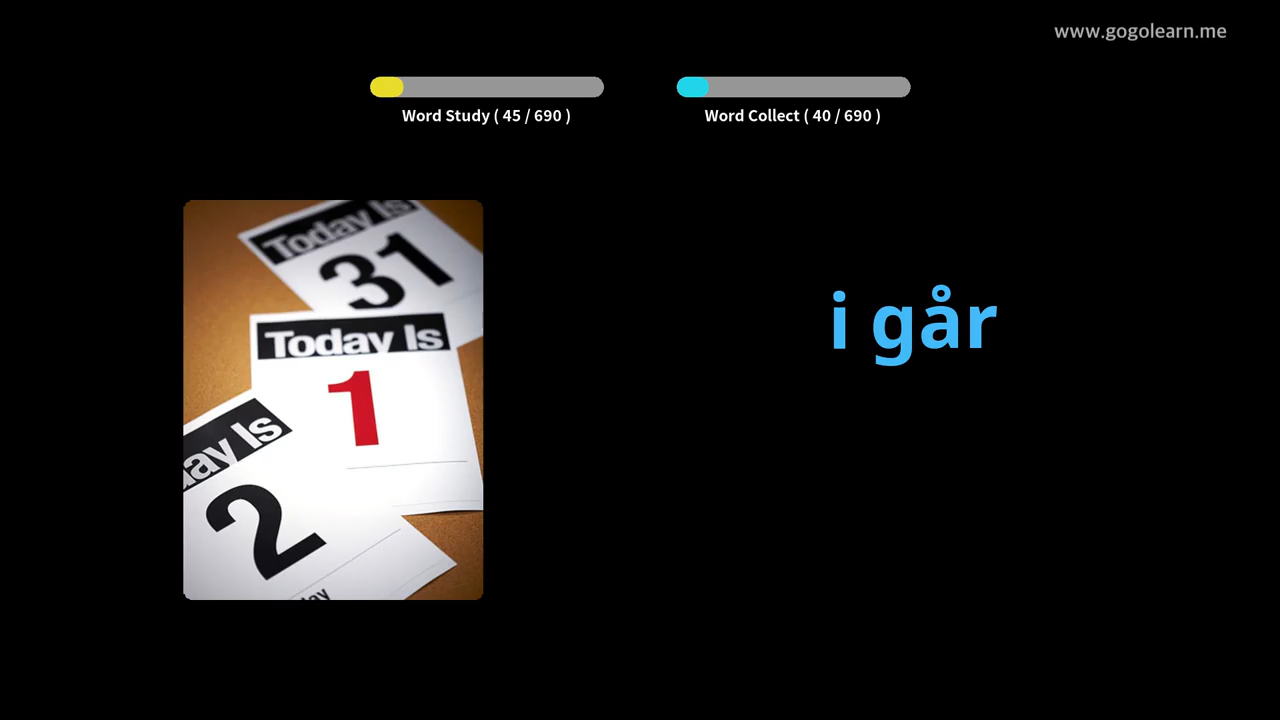 www.gogolearn.me
Word Study ( 45 / 690 )
Word Collect ( 40 / 690 )
Today Is
31
i går
Today Is
1
ay Is
2
ay